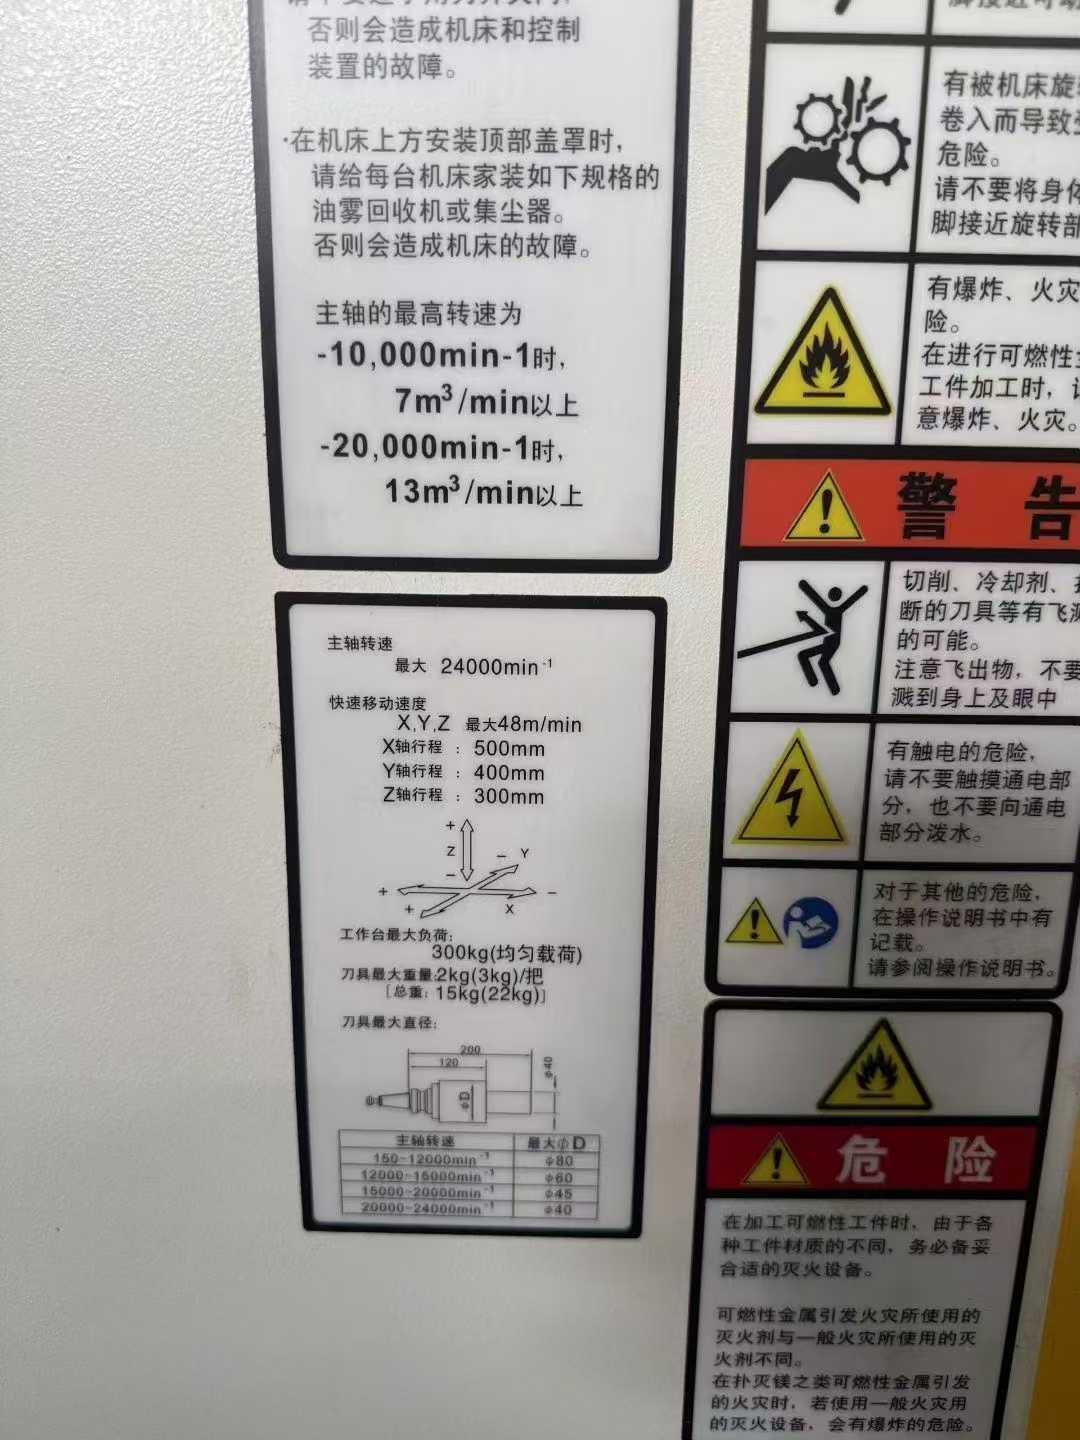 否则会造成机床和控制
装置的故障。
·在机床上方安装顶部盖罩时，
请给每台机床家装如下规格的
油雾回收机或集尘器。
否则会造成机床的故障。
主轴的最高转速为
-10,000min-1时，
7m³/min以上
-20,000min-1时，
13m³/min以上
主轴转速
最大 24000min⁻¹
快速移动速度
X,Y,Z 最大48m/min
X轴行程 ：500mm
Y轴行程 ：400mm
Z轴行程 ：300mm
+
Z
−
− Y
+ −
+ X
工作台最大负荷：
300kg(均匀载荷)
刀具最大重量:2kg(3kg)/把
[总重：15kg(22kg)]
刀具最大直径：
200
120
φ40
φD
主轴转速 最大φD
150~12000min⁻¹ φ80
12000~15000min⁻¹ φ60
15000~20000min⁻¹ φ45
20000~24000min⁻¹ φ40
有被机床旋
卷入而导致
危险。
请不要将身体
脚接近旋转部
有爆炸、火灾
险。
在进行可燃性
工件加工时，
意爆炸、火灾。
警 告
切削、冷却剂、
断的刀具等有飞
的可能。
注意飞出物，不要
溅到身上及眼中
有触电的危险，
请不要触摸通电部
分，也不要向通电
部分泼水。
对于其他的危险，
在操作说明书中有
记载。
请参阅操作说明书。
危 险
在加工可燃性工件时，由于各
种工件材质的不同，务必备妥
合适的灭火设备。
可燃性金属引发火灾所使用的
灭火剂与一般火灾所使用的灭
火剂不同。
在扑灭镁之类可燃性金属引发
的火灾时，若使用一般火灾用
的灭火设备，会有爆炸的危险。